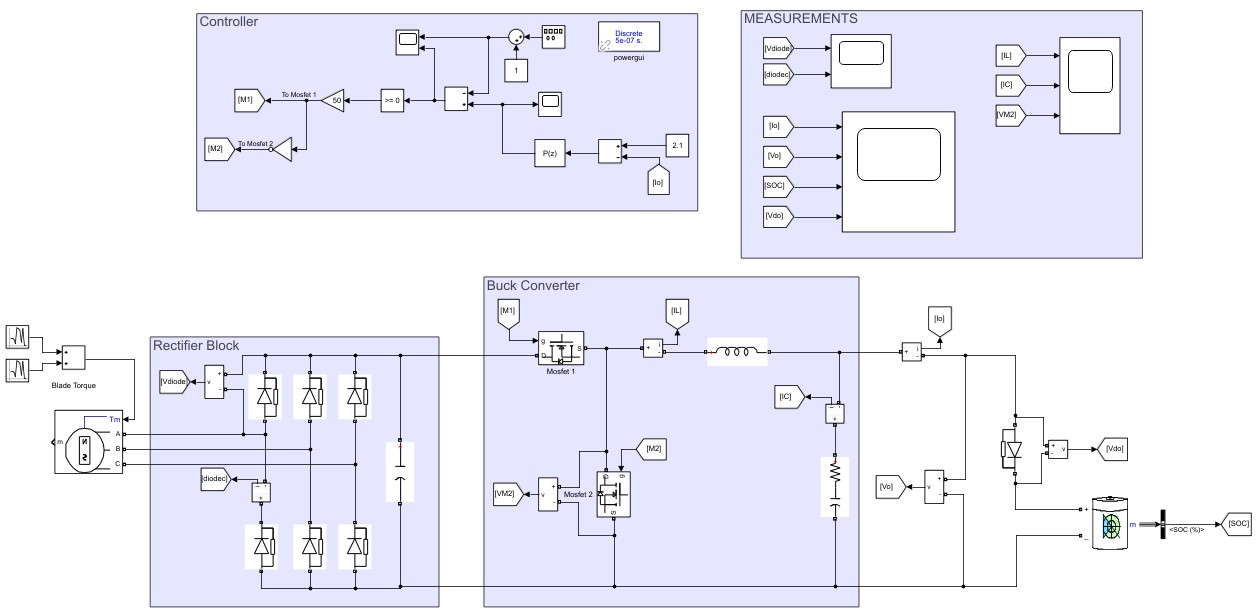 Controller
Discrete
5e-07 s.
powergui
1
[M1]
To Mosfet 1
50
>= 0
[M2]
To Mosfet 2
P(z)
2.1
[Io]
MEASUREMENTS
[Vdiode]
[diodec]
[IL]
[IC]
[VM2]
[Io]
[Vo]
[SOC]
[Vdo]
Blade Torque
Tm
m
A
B
C
N
S
Rectifier Block
[Vdiode]
v
[diodec]
i
Buck Converter
[M1]
g
D
S
Mosfet 1
[IL]
i
[IC]
i
[M2]
D
g
S
Mosfet 2
[VM2]
v
[Io]
i
[Vo]
v
v
[Vdo]
m
<SOC (%)>
[SOC]